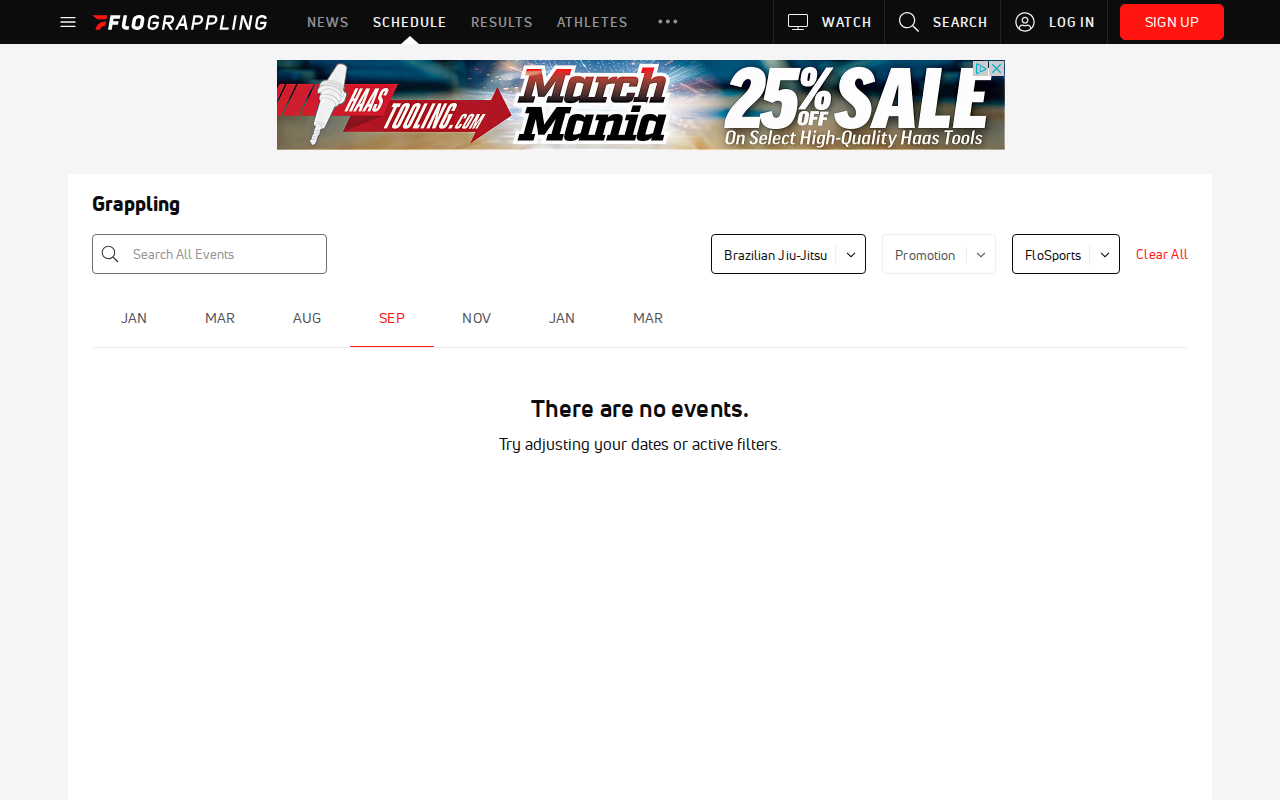 FLOGRAPPLING NEWS SCHEDULE RESULTS ATHLETES WATCH SEARCH LOG IN SIGN UP
HAAS TOOLING.COM March Mania 25% OFF SALE
On Select High-Quality Haas Tools
Grappling
Search All Events Brazilian Jiu-Jitsu Promotion FloSports Clear All
JAN MAR AUG SEP NOV JAN MAR
There are no events.
Try adjusting your dates or active filters.